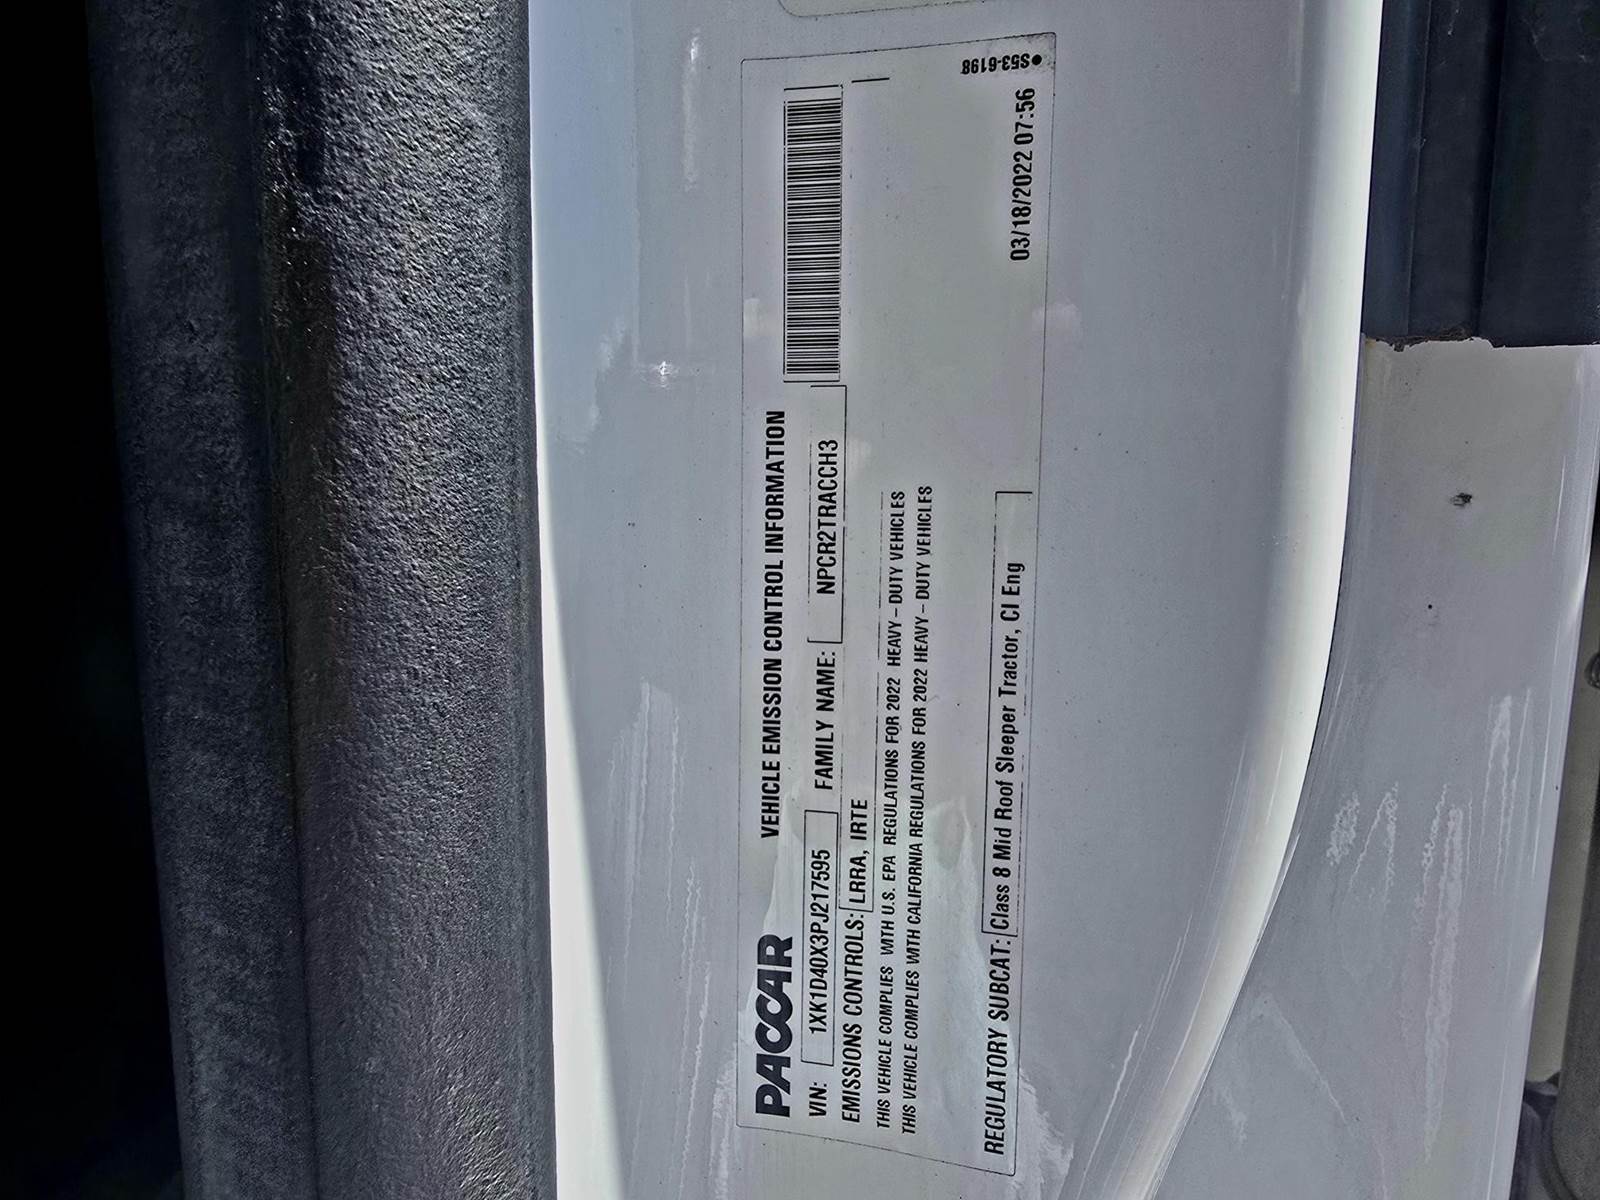 PACCAR VEHICLE EMISSION CONTROL INFORMATION
VIN: 1XK1D40X3PJ217595 FAMILY NAME: NPCR2TRACCH3
EMISSIONS CONTROLS: LRRA, IRTE
THIS VEHICLE COMPLIES WITH U.S. EPA REGULATIONS FOR 2022 HEAVY-DUTY VEHICLES
THIS VEHICLE COMPLIES WITH CALIFORNIA REGULATIONS FOR 2022 HEAVY-DUTY VEHICLES
REGULATORY SUBCAT: Class 8 Mid Roof Sleeper Tractor, CI Eng
03/18/2022 07:56
●S53-6198